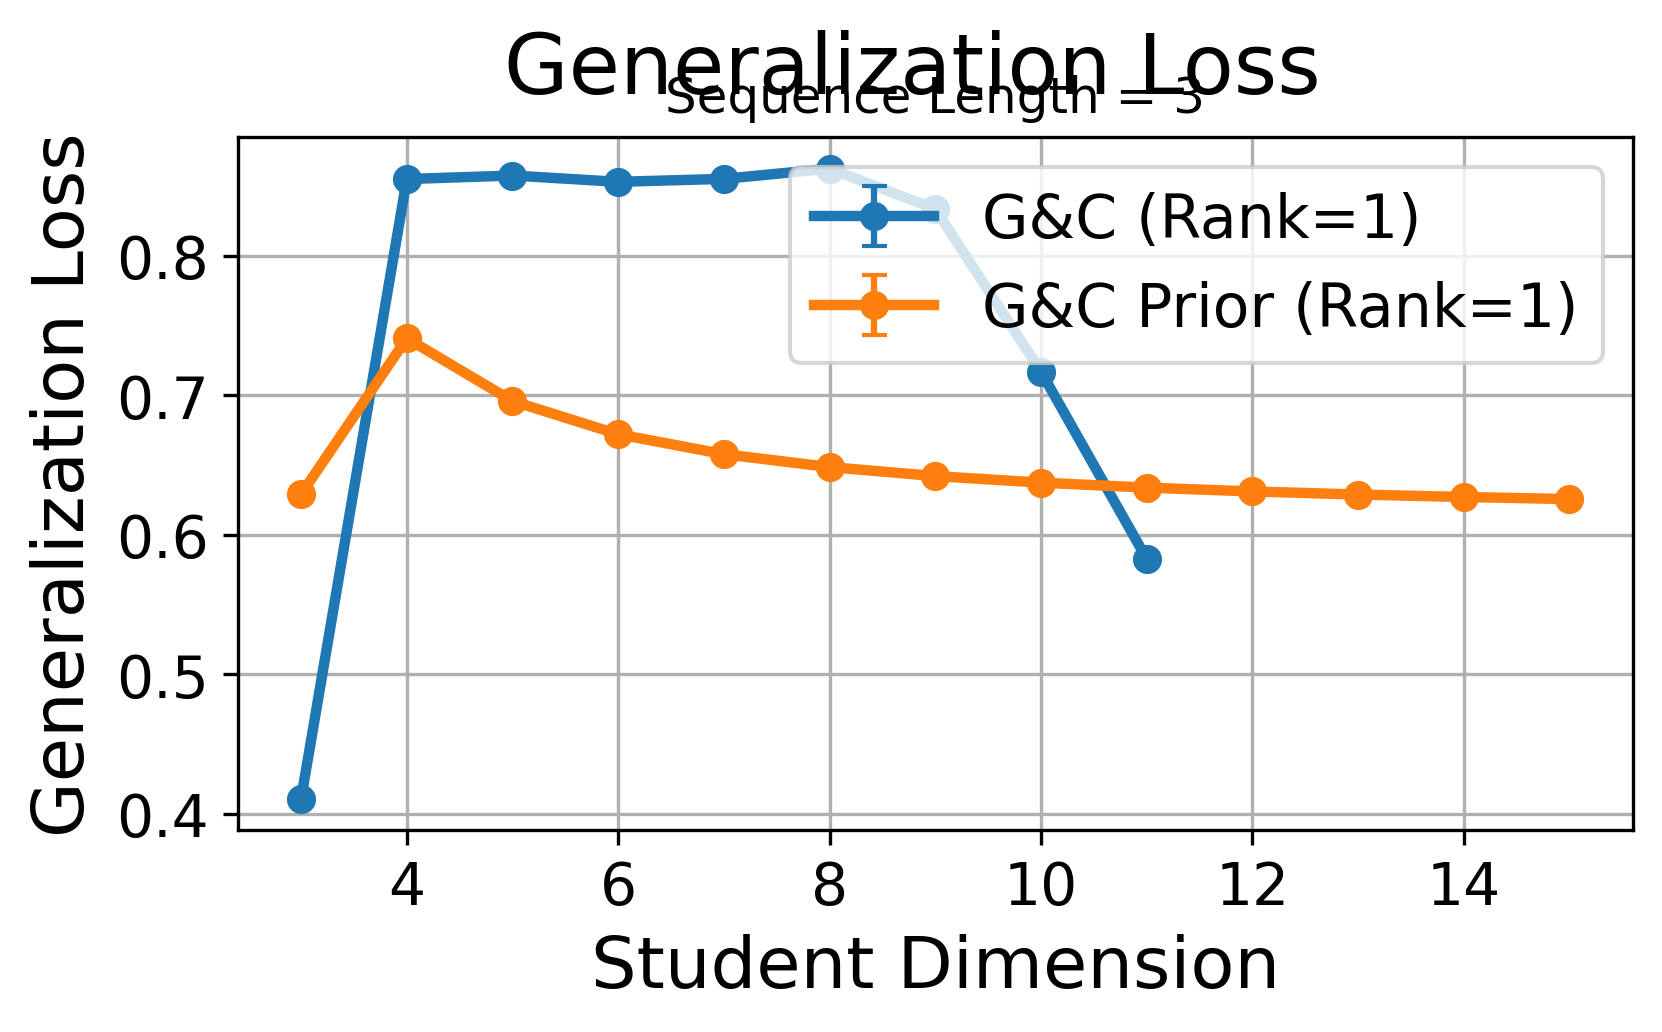 Generalization Loss
Sequence Length = 3
Generalization Loss
0.8
0.7
0.6
0.5
0.4
G&C (Rank=1)
G&C Prior (Rank=1)
4 6 8 10 12 14
Student Dimension